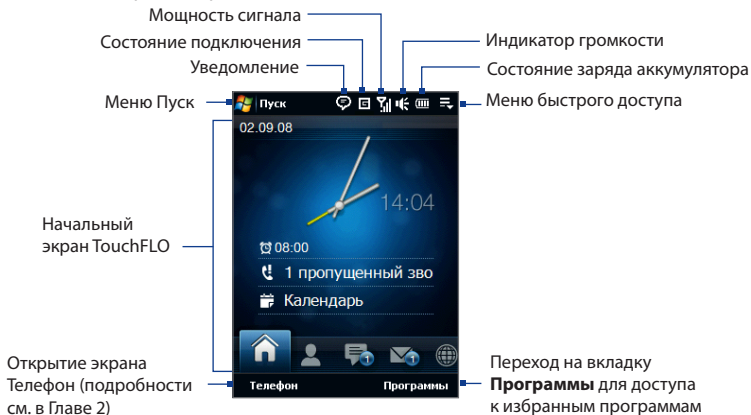 Мощность сигнала
Состояние подключения
Уведомление
Индикатор громкости
Состояние заряда аккумулятора
Меню быстрого доступа
Меню Пуск
Пуск
02.09.08
14:04
Начальный
экран TouchFLO
08:00
1 пропущенный зво
Календарь
1
1
Открытие экрана
Телефон (подробности
см. в Главе 2)
Телефон
Программы
Переход на вкладку
Программы для доступа
к избранным программам